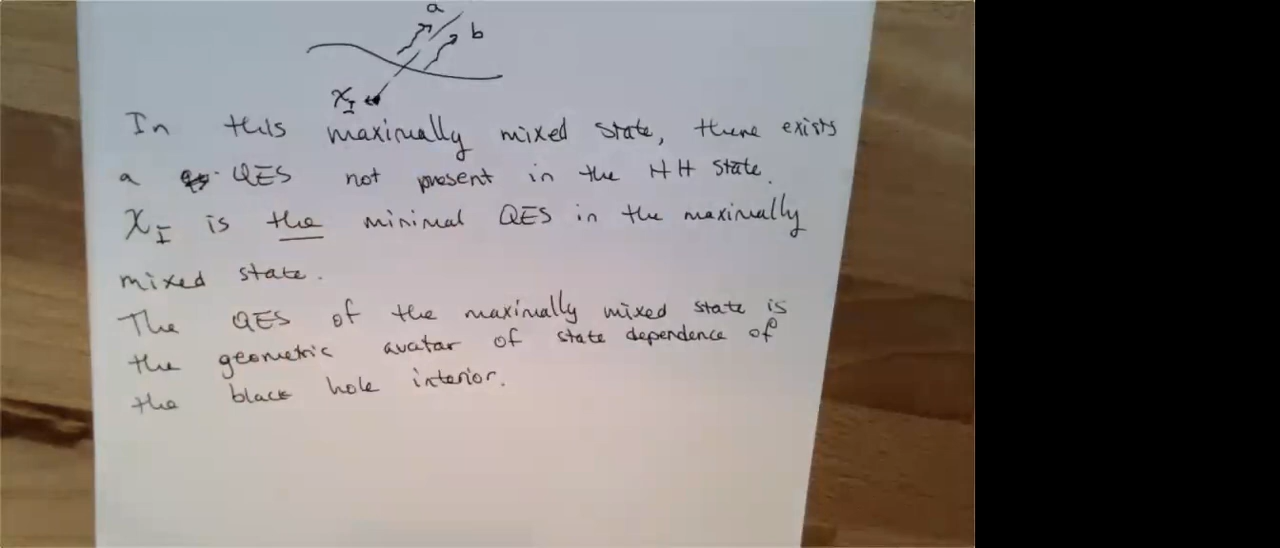 a
b
X_I
In this maximally mixed state, there exists
a QES not present in the HH state.
X_I is the minimal QES in the maximally
mixed state.
The QES of the maximally mixed state is
the geometric avatar of state dependence of
the black hole interior.